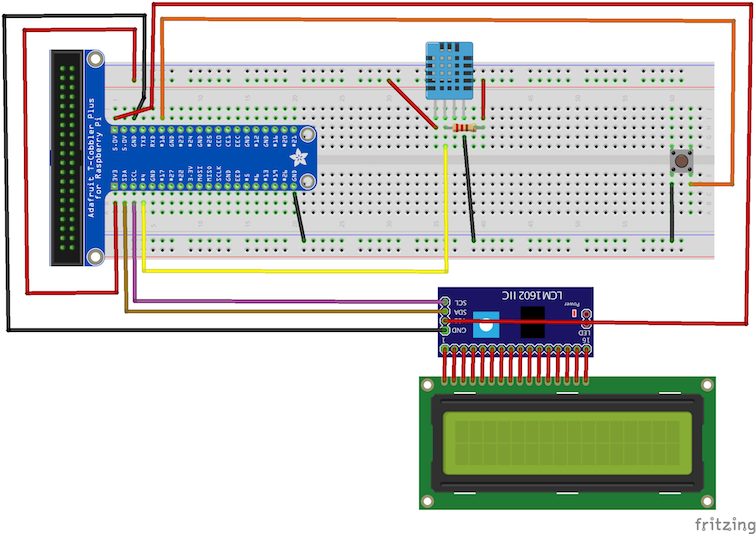 Adafruit T-Cobbler Plus
for Raspberry Pi
5.0V
5.0V
GND
TXD
RXD
#18
GND
#23
#24
GND
#25
CE0
CE1
GND
#12
GND
#16
#20
#21
3V3
SDA
SCL
#4
GND
#17
#27
#22
3.3V
MOSI
MISO
SCLK
GND
#5
#6
#13
#19
#26
GND
LCM1602 IIC
SCL
SDA
VCC
GND
Power
LED
1
16
fritzing